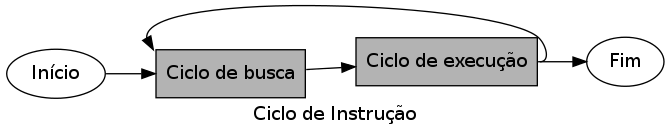 Início
Ciclo de busca
Ciclo de execução
Fim
Ciclo de Instrução